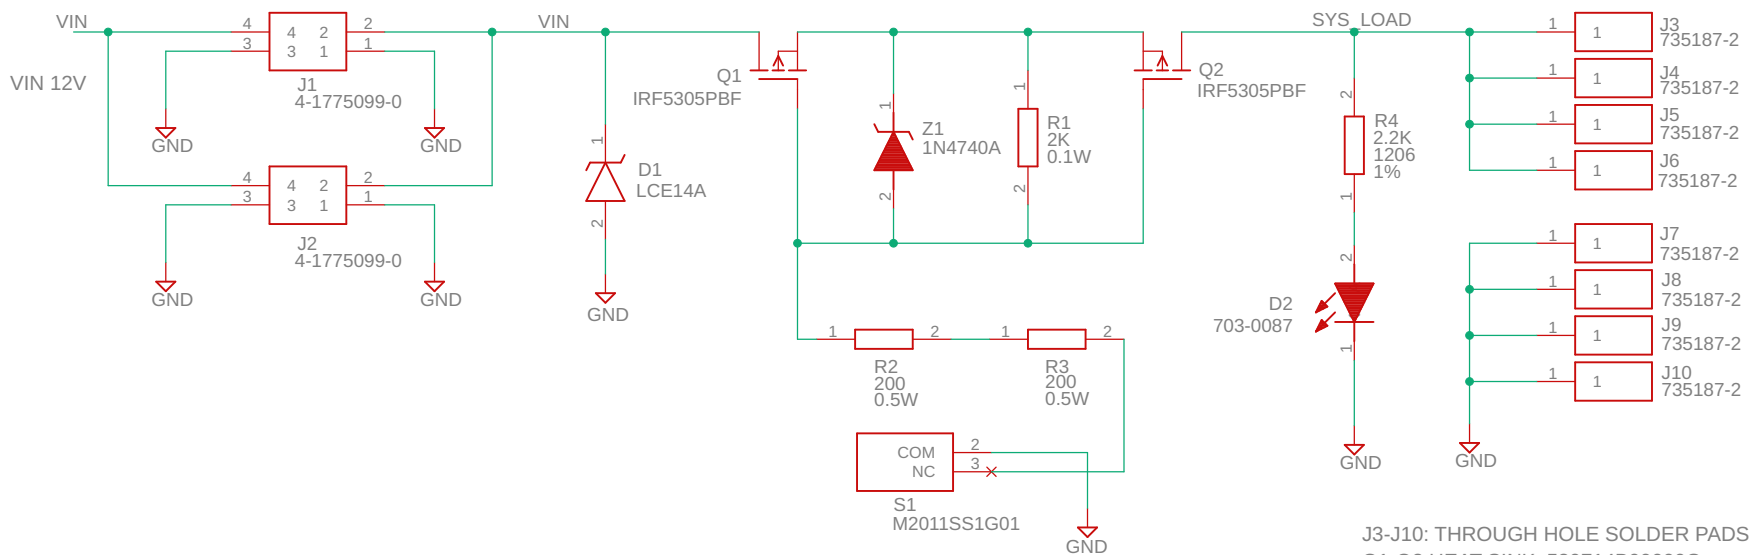 VIN
VIN 12V
4
3
4 2
3 1
2
1
J1
4-1775099-0
GND
GND
4
3
4 2
3 1
2
1
J2
4-1775099-0
GND
GND
VIN
1
D1
LCE14A
2
GND
Q1
IRF5305PBF
1
Z1
1N4740A
2
1
R1
2K
0.1W
2
Q2
IRF5305PBF
1
2
R2
200
0.5W
1
2
R3
200
0.5W
COM
NC
2
3
S1
M2011SS1G01
GND
SYS_LOAD
2
R4
2.2K
1206
1%
1
2
D2
703-0087
1
GND
1
1
J3
735187-2
1
1
J4
735187-2
1
1
J5
735187-2
1
1
J6
735187-2
1
1
J7
735187-2
1
1
J8
735187-2
1
1
J9
735187-2
1
1
J10
735187-2
GND
J3-J10: THROUGH HOLE SOLDER PADS